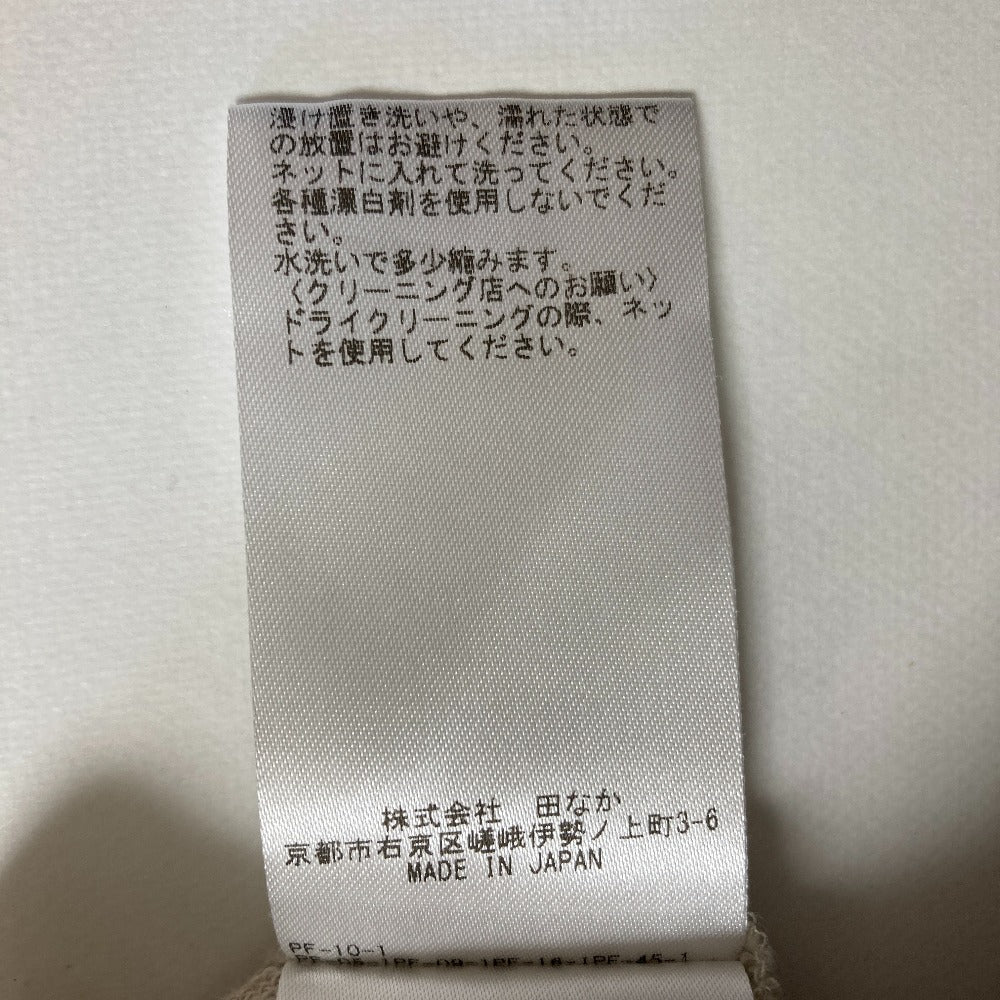 浸け置き洗いや、濡れた状態で
の放置はお避けください。
ネットに入れて洗ってください。
各種漂白剤を使用しないでくだ
さい。
水洗いで多少縮みます。
〈クリーニング店へのお願い〉
ドライクリーニングの際、ネッ
トを使用してください。
株式会社 田なか
京都市右京区嵯峨伊勢ノ上町3-6
MADE IN JAPAN
PF-10-1